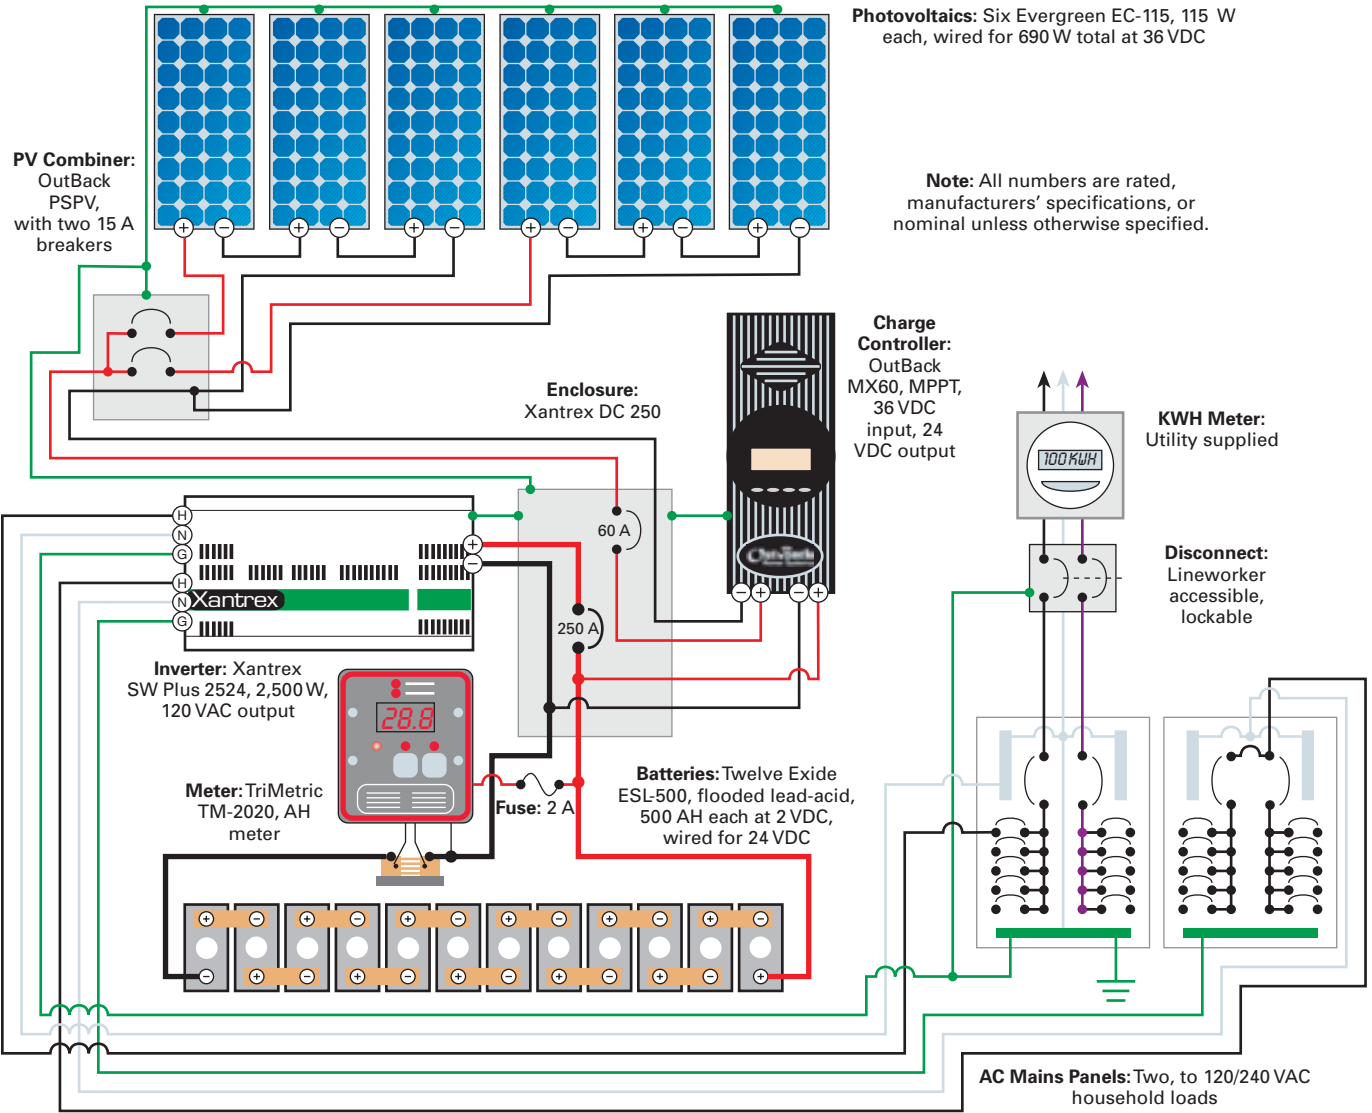 Photovoltaics: Six Evergreen EC-115, 115 W
each, wired for 690 W total at 36 VDC
PV Combiner:
OutBack
PSPV,
with two 15 A
breakers
Note: All numbers are rated,
manufacturers' specifications, or
nominal unless otherwise specified.
+ − + − + − + − + − + −
Charge
Controller:
OutBack
MX60, MPPT,
36 VDC
input, 24
VDC output
Enclosure:
Xantrex DC 250
KWH Meter:
Utility supplied
100KWH
60 A
OutBack
− + − +
Disconnect:
Lineworker
accessible,
lockable
H
N
G
H
N
G
+
−
Xantrex
250 A
Inverter: Xantrex
SW Plus 2524, 2,500 W,
120 VAC output
28.8
Meter: TriMetric
TM-2020, AH
meter
Fuse: 2 A
Batteries: Twelve Exide
ESL-500, flooded lead-acid,
500 AH each at 2 VDC,
wired for 24 VDC
+ − + − + − + − + − + −
− + − + − + − + − + − +
AC Mains Panels: Two, to 120/240 VAC
household loads